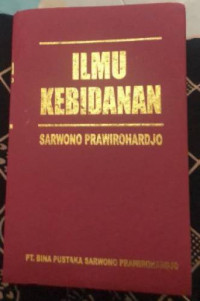 ILMU
KEBIDANAN
SARWONO PRAWIROHARDJO
PT. BINA PUSTAKA SARWONO PRAWIROHARDJO